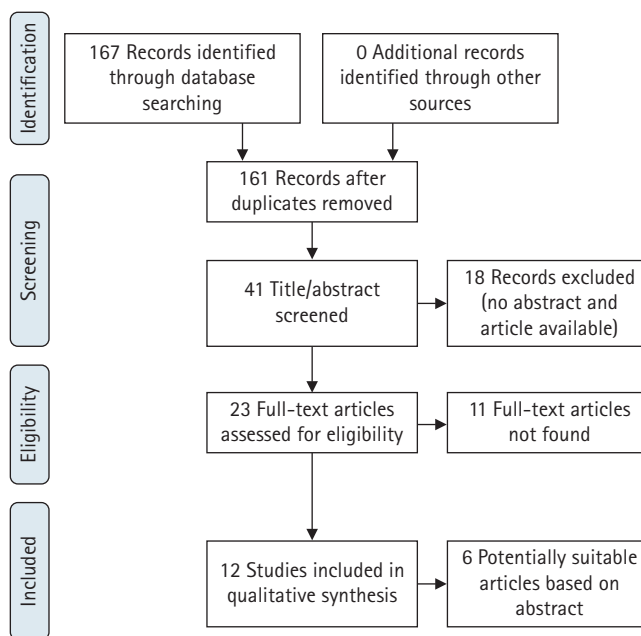 Identification
167 Records identified
through database
searching
0 Additional records
identified through other
sources
Screening
161 Records after
duplicates removed
41 Title/abstract
screened
18 Records excluded
(no abstract and
article available)
Eligibility
23 Full-text articles
assessed for eligibility
11 Full-text articles
not found
Included
12 Studies included in
qualitative synthesis
6 Potentially suitable
articles based on
abstract